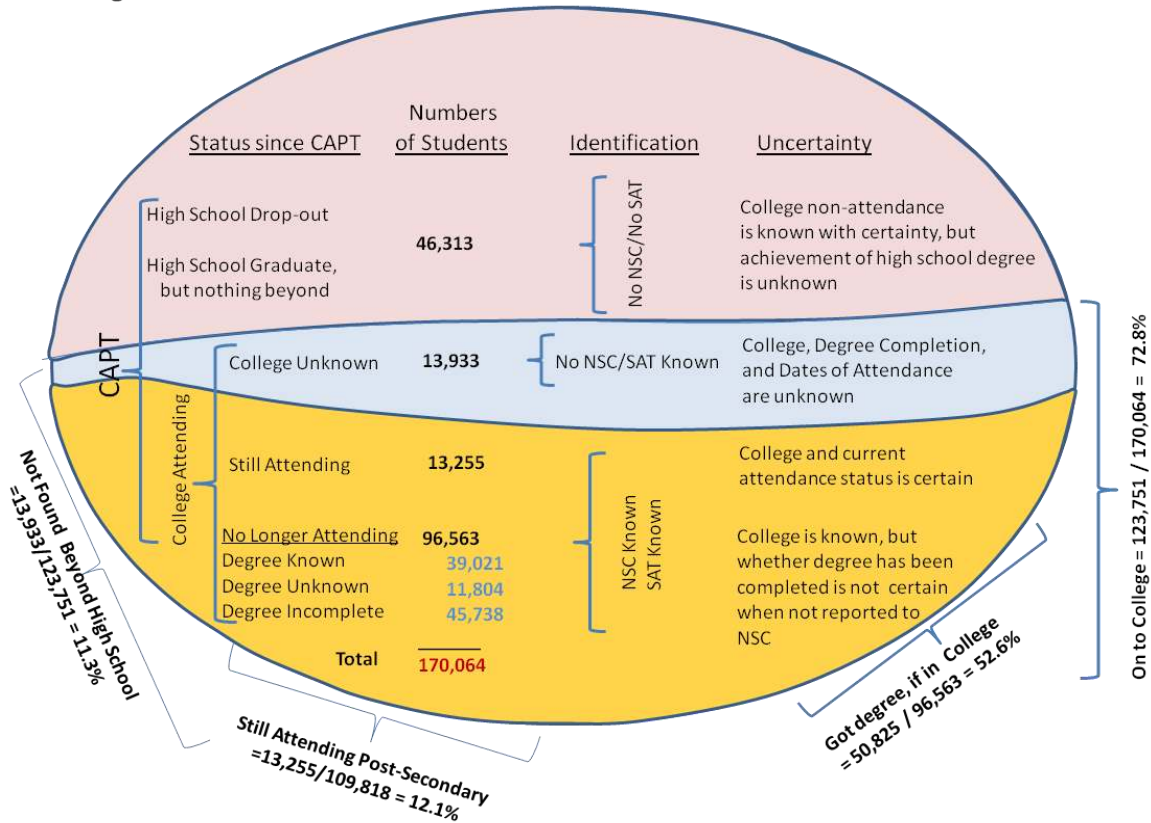 Numbers
Status since CAPT of Students Identification Uncertainty
High School Drop-out
46,313
High School Graduate,
but nothing beyond
No NSC/No SAT
College non-attendance
is known with certainty, but
achievement of high school degree
is unknown
CAPT
College Attending
College Unknown 13,933 No NSC/SAT Known
College, Degree Completion,
and Dates of Attendance
are unknown
Still Attending 13,255
College and current
attendance status is certain
No Longer Attending 96,563
Degree Known 39,021
Degree Unknown 11,804
Degree Incomplete 45,738
NSC Known
SAT Known
College is known, but
whether degree has been
completed is not certain
when not reported to
NSC
Total 170,064
Not Found Beyond High School
=13,933/123,751 = 11.3%
Still Attending Post-Secondary
=13,255/109,818 = 12.1%
Got degree, if in College
= 50,825 / 96,563 = 52.6%
On to College = 123,751 / 170,064 = 72.8%